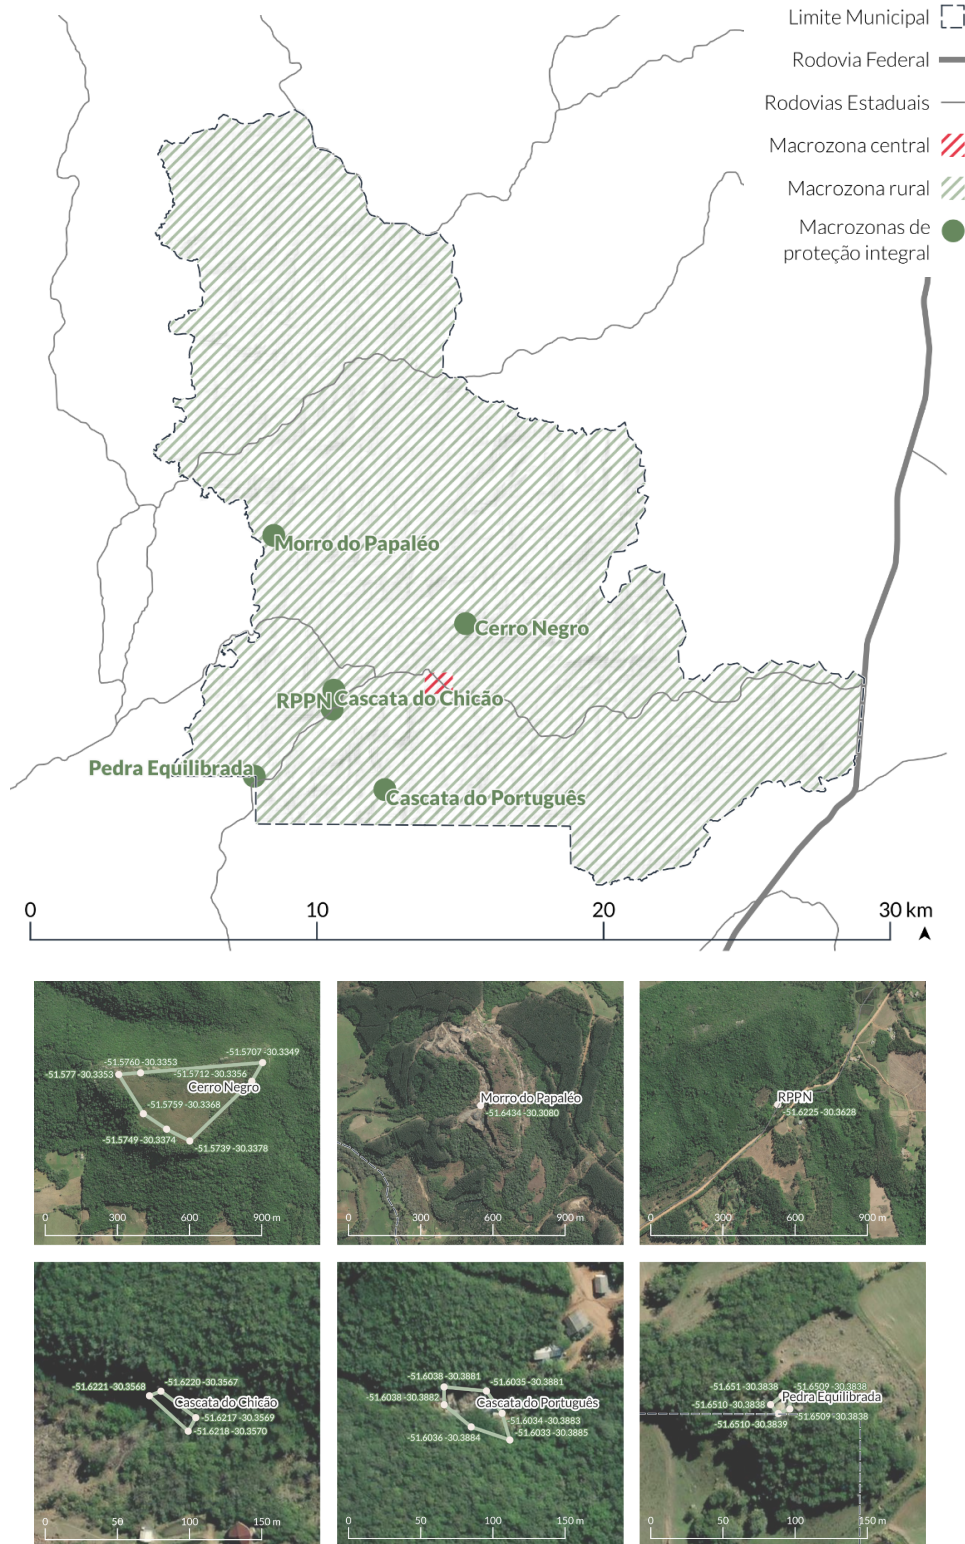 Limite Municipal
Rodovia Federal
Rodovias Estaduais
Macrozona central
Macrozona rural
Macrozonas de
proteção integral
Morro do Papaléo
Cerro Negro
RPPN
Cascata do Chicão
Pedra Equilibrada
Cascata do Português
0
10
20
30 km
-51.5707 -30.3349
-51.5760 -30.3353
-51.577 -30.3353
-51.5712 -30.3356
Cerro Negro
-51.5759 -30.3368
-51.5749 -30.3374
-51.5739 -30.3378
0
300
600
900 m
Morro do Papaléo
-51.6434 -30.3080
0
300
600
900 m
RPPN
-51.6225 -30.3628
0
300
600
900 m
-51.6221 -30.3568
-51.6220 -30.3567
Cascata do Chicão
-51.6217 -30.3569
-51.6218 -30.3570
0
50
100
150 m
-51.6038 -30.3881
-51.6035 -30.3881
-51.6038 -30.3882
Cascata do Português
-51.6034 -30.3883
-51.6033 -30.3885
-51.6036 -30.3884
0
50
100
150 m
-51.651 -30.3838
-51.6509 -30.3838
Pedra Equilibrada
-51.6510 -30.3838
-51.6509 -30.3838
-51.6510 -30.3839
0
50
100
150 m